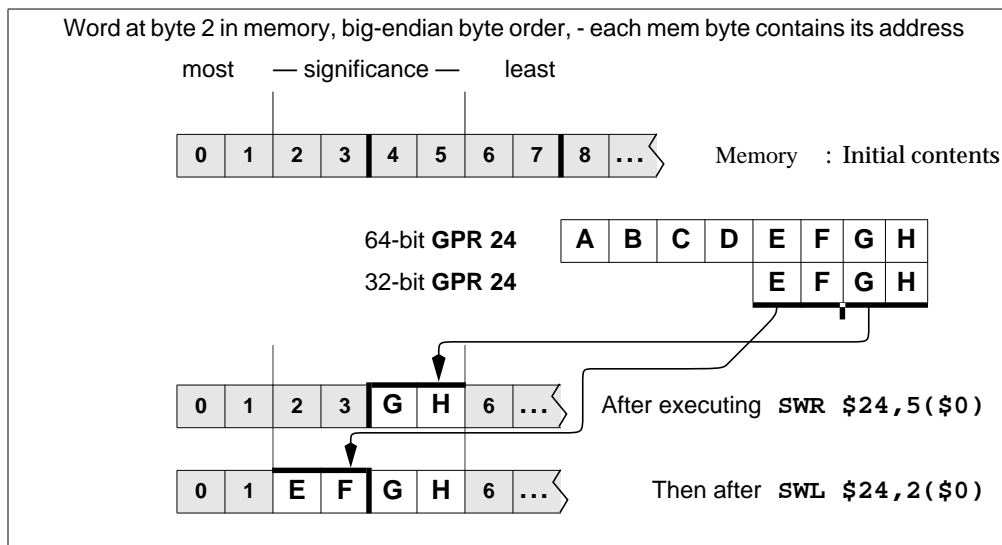 Word at byte 2 in memory, big-endian byte order, - each mem byte contains its address
most — significance — least
0 1 2 3 4 5 6 7 8 ... Memory : Initial contents
64-bit GPR 24 A B C D E F G H
32-bit GPR 24 E F G H
0 1 2 3 G H 6 ... After executing SWR $24,5($0)
0 1 E F G H 6 ... Then after SWL $24,2($0)